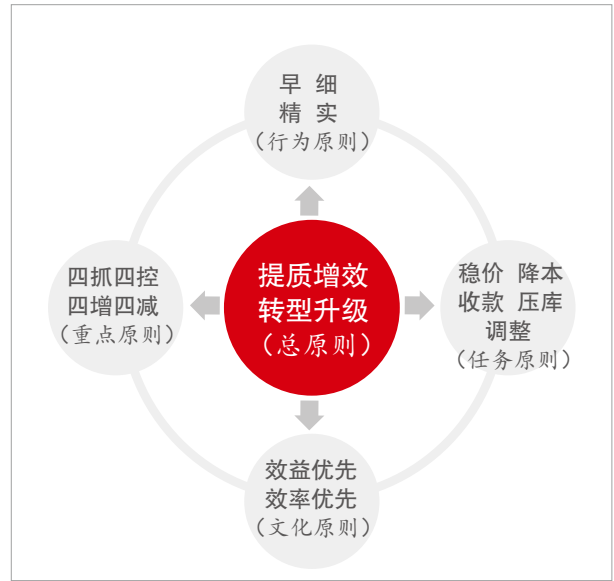 早 细
精 实
（行为原则）
四抓四控
四增四减
（重点原则）
提质增效
转型升级
（总原则）
稳价 降本
收款 压库
调整
（任务原则）
效益优先
效率优先
（文化原则）